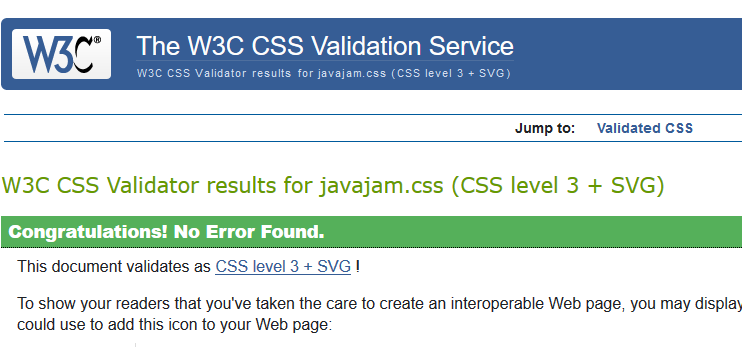 W3C® The W3C CSS Validation Service
W3C CSS Validator results for javajam.css (CSS level 3 + SVG)
Jump to: Validated CSS
W3C CSS Validator results for javajam.css (CSS level 3 + SVG)
Congratulations! No Error Found.
This document validates as CSS level 3 + SVG !
To show your readers that you've taken the care to create an interoperable Web page, you may display
could use to add this icon to your Web page: